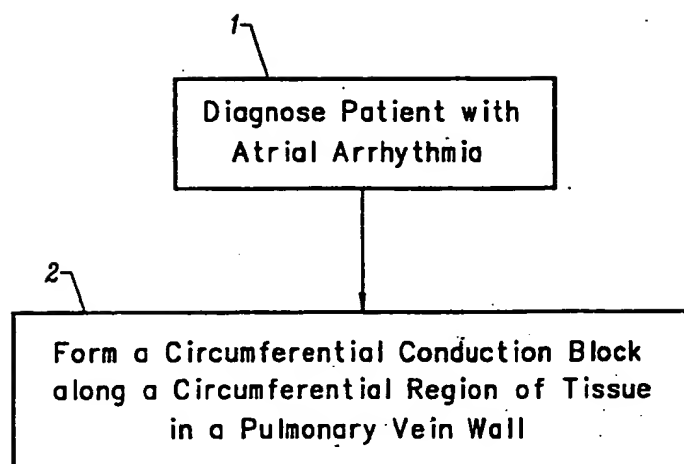 1
Diagnose Patient with
Atrial Arrhythmia
2
Form a Circumferential Conduction Block
along a Circumferential Region of Tissue
in a Pulmonary Vein Wall